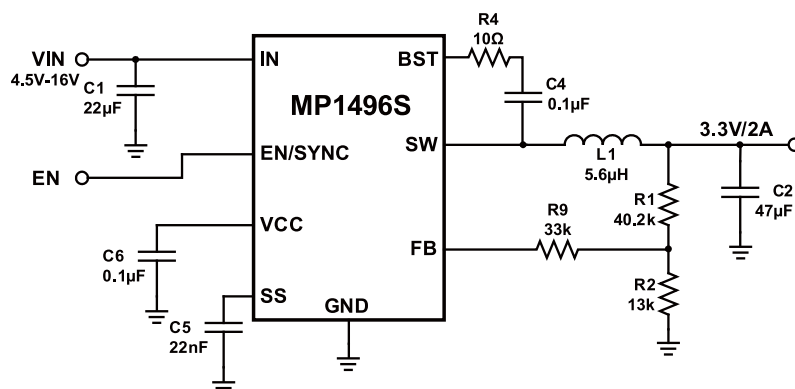 VIN
4.5V-16V
C1
22µF
EN
C6
0.1µF
C5
22nF
IN
MP1496S
EN/SYNC
VCC
SS
GND
BST
SW
FB
R4
10Ω
C4
0.1µF
L1
5.6µH
3.3V/2A
R1
40.2k
C2
47µF
R9
33k
R2
13k